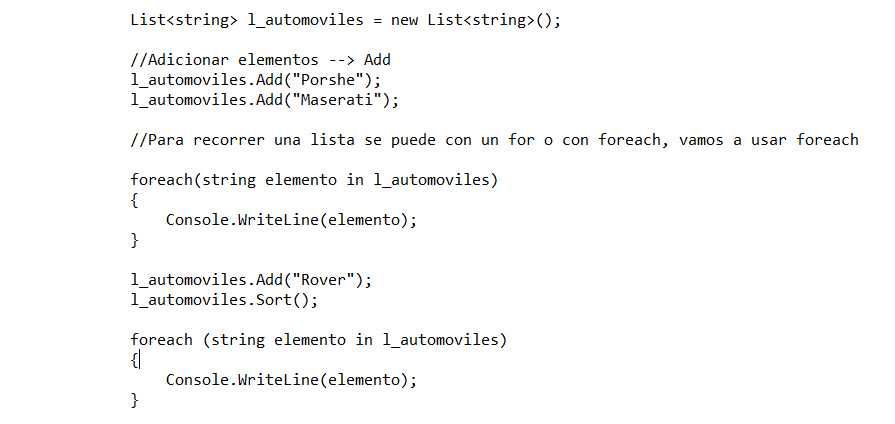 List<string> l_automoviles = new List<string>();
//Adicionar elementos --> Add
l_automoviles.Add("Porshe");
l_automoviles.Add("Maserati");
//Para recorrer una lista se puede con un for o con foreach, vamos a usar foreach
foreach(string elemento in l_automoviles)
{
    Console.WriteLine(elemento);
}
l_automoviles.Add("Rover");
l_automoviles.Sort();
foreach (string elemento in l_automoviles)
{
    Console.WriteLine(elemento);
}